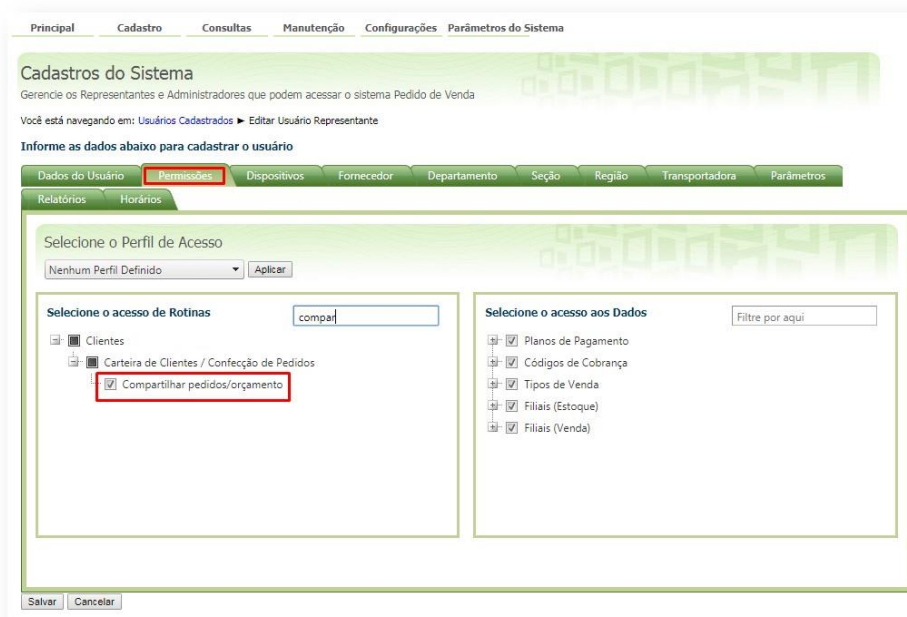 Principal Cadastro Consultas Manutenção Configurações Parâmetros do Sistema
Cadastros do Sistema
Gerencie os Representantes e Administradores que podem acessar o sistema Pedido de Venda
Você está navegando em: Usuários Cadastrados ► Editar Usuário Representante
Informe as dados abaixo para cadastrar o usuário
Dados do Usuário Permissões Dispositivos Fornecedor Departamento Seção Região Transportadora Parâmetros
Relatórios Horários
Selecione o Perfil de Acesso
Nenhum Perfil Definido Aplicar
Selecione o acesso de Rotinas compar
Clientes
Carteira de Clientes / Confecção de Pedidos
Compartilhar pedidos/orçamento
Selecione o acesso aos Dados Filtre por aqui
Planos de Pagamento
Códigos de Cobrança
Tipos de Venda
Filiais (Estoque)
Filiais (Venda)
Salvar Cancelar